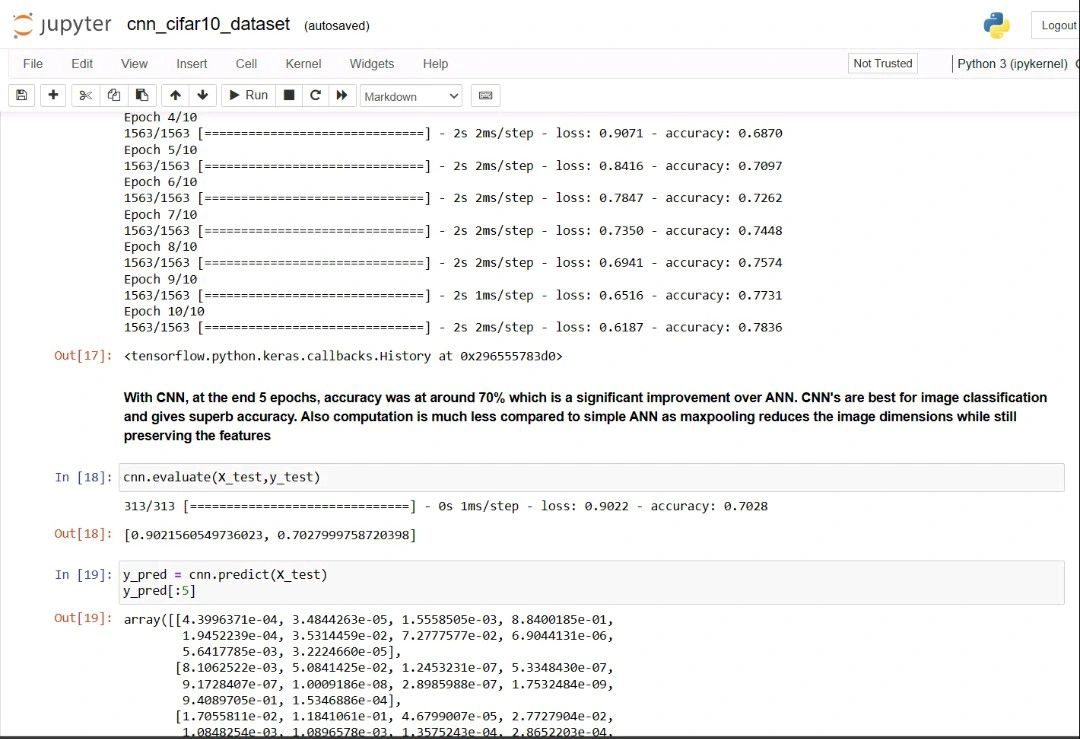 jupyter cnn_cifar10_dataset (autosaved)
Logout
File Edit View Insert Cell Kernel Widgets Help
Not Trusted
Python 3 (ipykernel)
Run
Markdown
Epoch 4/10
1563/1563 [==============================] - 2s 2ms/step - loss: 0.9071 - accuracy: 0.6870
Epoch 5/10
1563/1563 [==============================] - 2s 2ms/step - loss: 0.8416 - accuracy: 0.7097
Epoch 6/10
1563/1563 [==============================] - 2s 2ms/step - loss: 0.7847 - accuracy: 0.7262
Epoch 7/10
1563/1563 [==============================] - 2s 2ms/step - loss: 0.7350 - accuracy: 0.7448
Epoch 8/10
1563/1563 [==============================] - 2s 2ms/step - loss: 0.6941 - accuracy: 0.7574
Epoch 9/10
1563/1563 [==============================] - 2s 1ms/step - loss: 0.6516 - accuracy: 0.7731
Epoch 10/10
1563/1563 [==============================] - 2s 2ms/step - loss: 0.6187 - accuracy: 0.7836
Out[17]: <tensorflow.python.keras.callbacks.History at 0x296555783d0>
With CNN, at the end 5 epochs, accuracy was at around 70% which is a significant improvement over ANN. CNN's are best for image classification
and gives superb accuracy. Also computation is much less compared to simple ANN as maxpooling reduces the image dimensions while still
preserving the features
In [18]: cnn.evaluate(X_test,y_test)
313/313 [==============================] - 0s 1ms/step - loss: 0.9022 - accuracy: 0.7028
Out[18]: [0.9021560549736023, 0.7027999758720398]
In [19]: y_pred = cnn.predict(X_test)
y_pred[:5]
Out[19]: array([[4.3996371e-04, 3.4844263e-05, 1.5558505e-03, 8.8400185e-01,
1.9452239e-04, 3.5314459e-02, 7.2777577e-02, 6.9044131e-06,
5.6417785e-03, 3.2224660e-05],
[8.1062522e-03, 5.0841425e-02, 1.2453231e-07, 5.3348430e-07,
9.1728407e-07, 1.0009186e-08, 2.8985988e-07, 1.7532484e-09,
9.4089705e-01, 1.5346886e-04],
[1.7055811e-02, 1.1841061e-01, 4.6799007e-05, 2.7727904e-02,
1.0848254e-03, 1.0896578e-03, 1.3575243e-04, 2.8652203e-04,